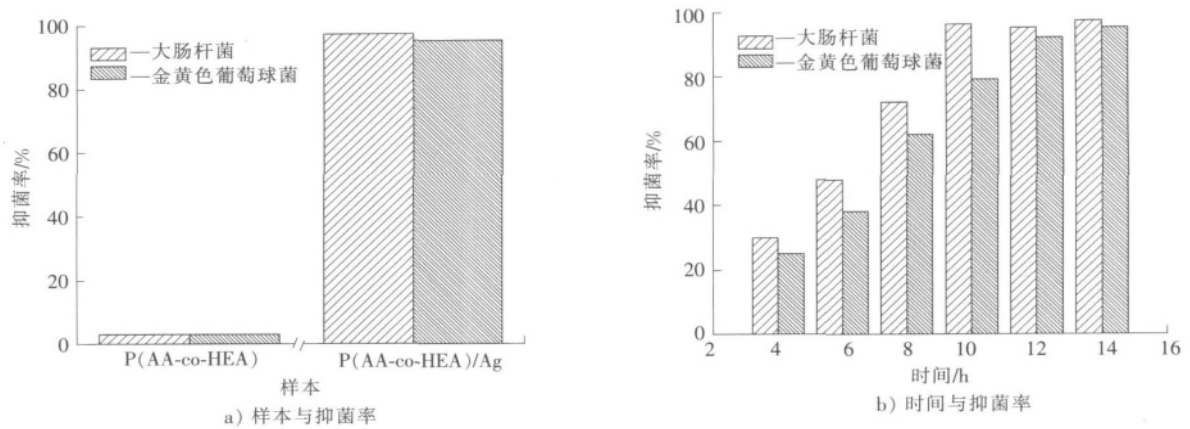 100
80
60
40
20
0
抑菌率/%
—大肠杆菌
—金黄色葡萄球菌
P(AA-co-HEA)
P(AA-co-HEA)/Ag
样本
a) 样本与抑菌率
100
80
60
40
20
0
抑菌率/%
—大肠杆菌
—金黄色葡萄球菌
2 4 6 8 10 12 14 16
时间/h
b) 时间与抑菌率